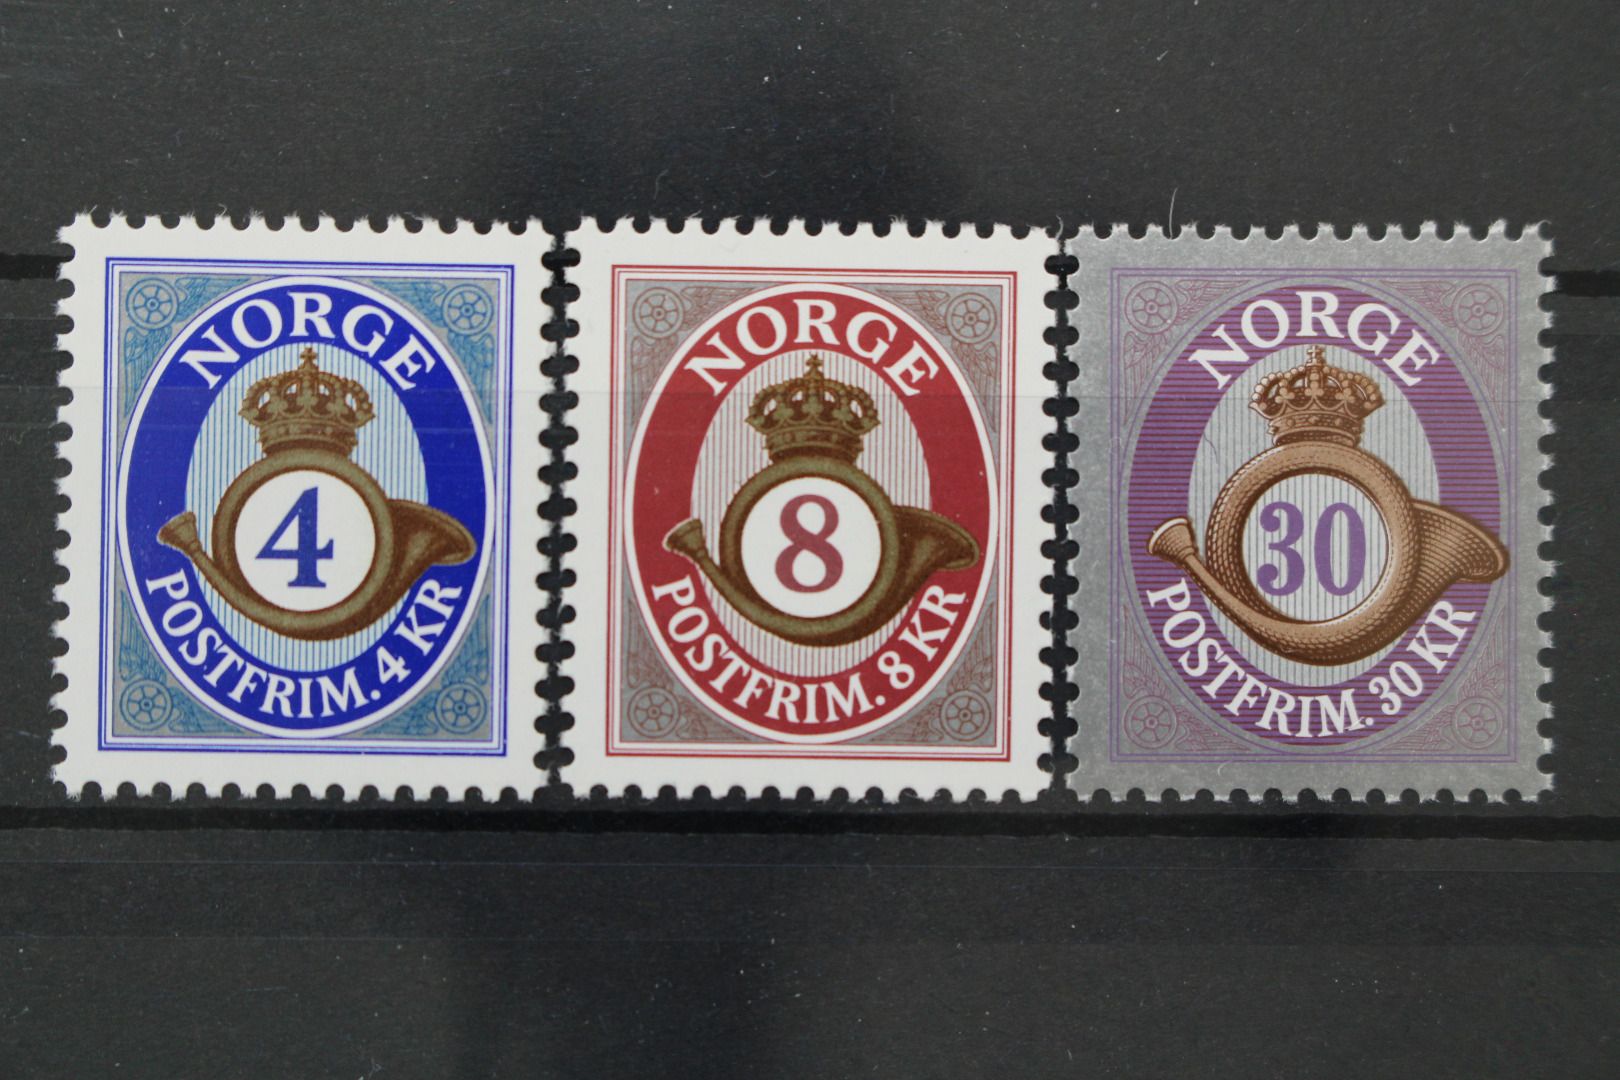 NORGE
4
POSTFRIM. 4 KR
NORGE
8
POSTFRIM. 8 KR
NORGE
30
POSTFRIM. 30 KR